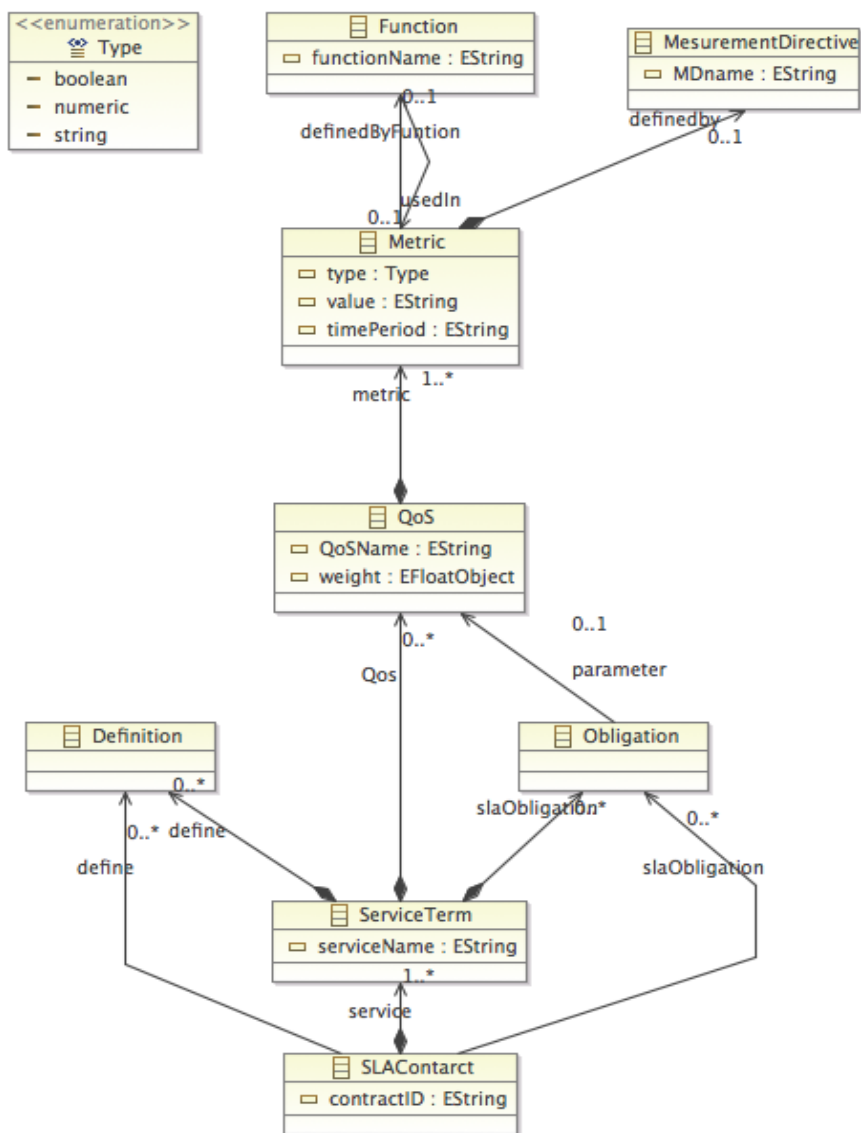 <<enumeration>>
Type
boolean
numeric
string
Function
functionName : EString
MesurementDirective
MDname : EString
0..1
definedByFuntion
definedby
0..1
usedIn
0..1
Metric
type : Type
value : EString
timePeriod : EString
1..*
metric
QoS
QoSName : EString
weight : EFloatObject
0..*
0..1
Qos
parameter
Definition
Obligation
0..*
slaObligation
0..*
0..*
define
0..*
define
slaObligation
ServiceTerm
serviceName : EString
1..*
service
SLAContarct
contractID : EString